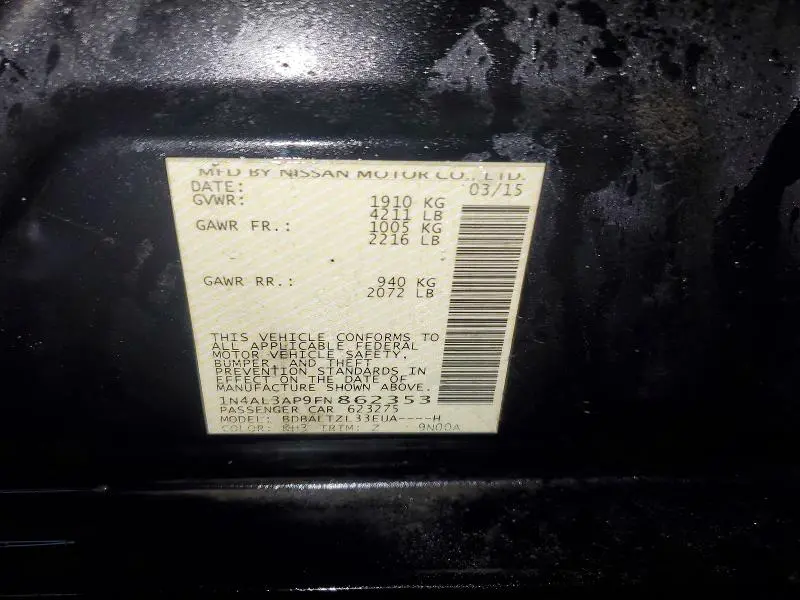 MFD BY NISSAN MOTOR CO., LTD.
DATE: 03/15
GVWR: 1910 KG
4211 LB
GAWR FR.: 1005 KG
2216 LB
GAWR RR.: 940 KG
2072 LB
THIS VEHICLE CONFORMS TO
ALL APPLICABLE FEDERAL
MOTOR VEHICLE SAFETY,
BUMPER, AND THEFT
PREVENTION STANDARDS IN
EFFECT ON THE DATE OF
MANUFACTURE SHOWN ABOVE.
1N4AL3AP9FN862353
PASSENGER CAR 623275
MODEL: BDBALTZL33EUA----H
COLOR: KH3 TRIM: Z 9N00A